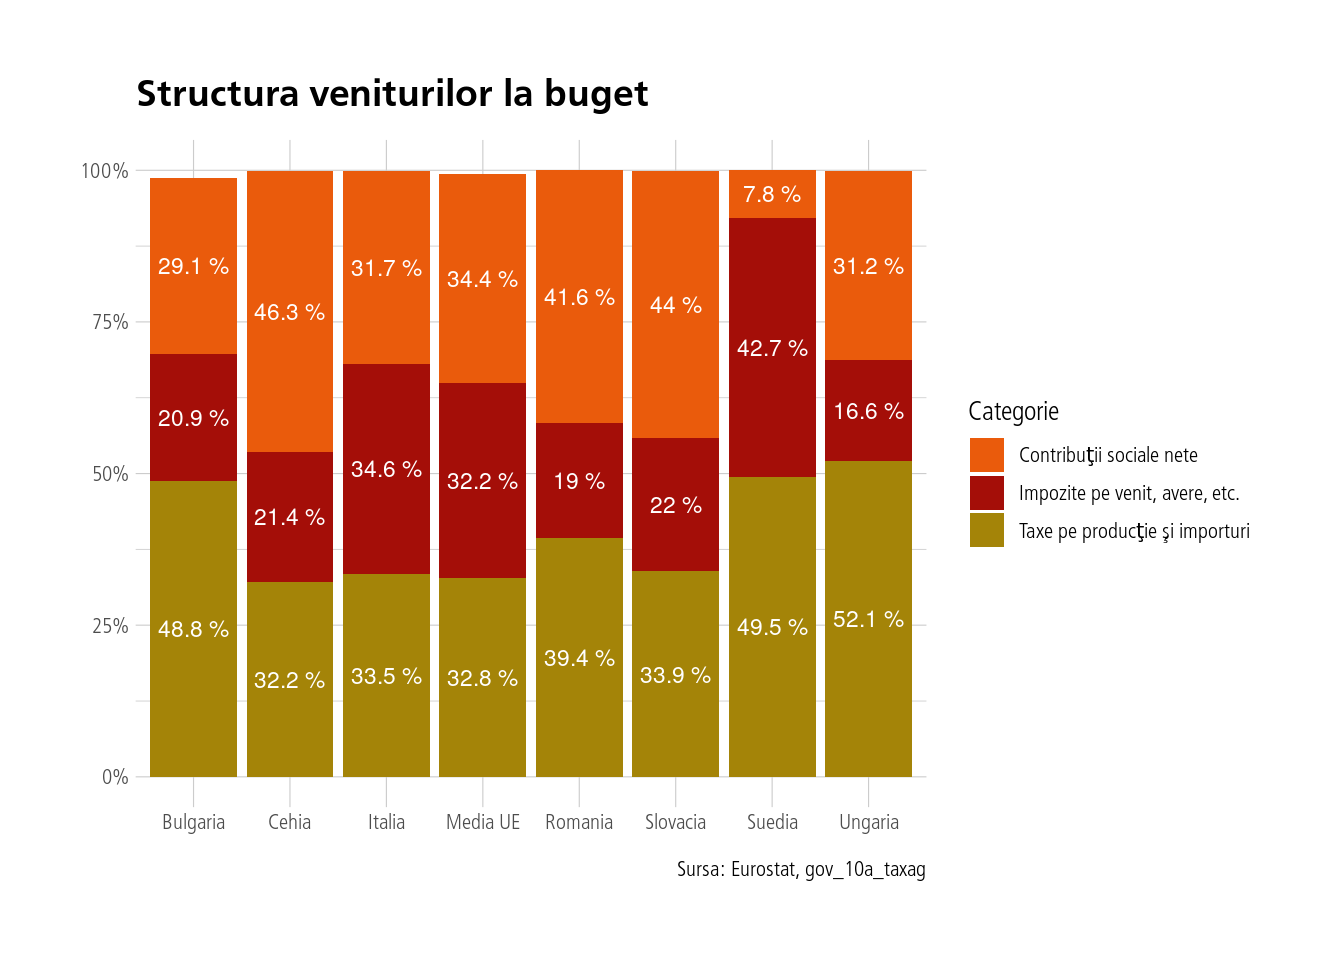 Structura veniturilor la buget
100%
75%
50%
25%
0%
29.1 %
20.9 %
48.8 %
46.3 %
21.4 %
32.2 %
31.7 %
34.6 %
33.5 %
34.4 %
32.2 %
32.8 %
41.6 %
19 %
39.4 %
44 %
22 %
33.9 %
7.8 %
42.7 %
49.5 %
31.2 %
16.6 %
52.1 %
Bulgaria
Cehia
Italia
Media UE
Romania
Slovacia
Suedia
Ungaria
Categorie
Contribuţii sociale nete
Impozite pe venit, avere, etc.
Taxe pe producţie şi importuri
Sursa: Eurostat, gov_10a_taxag